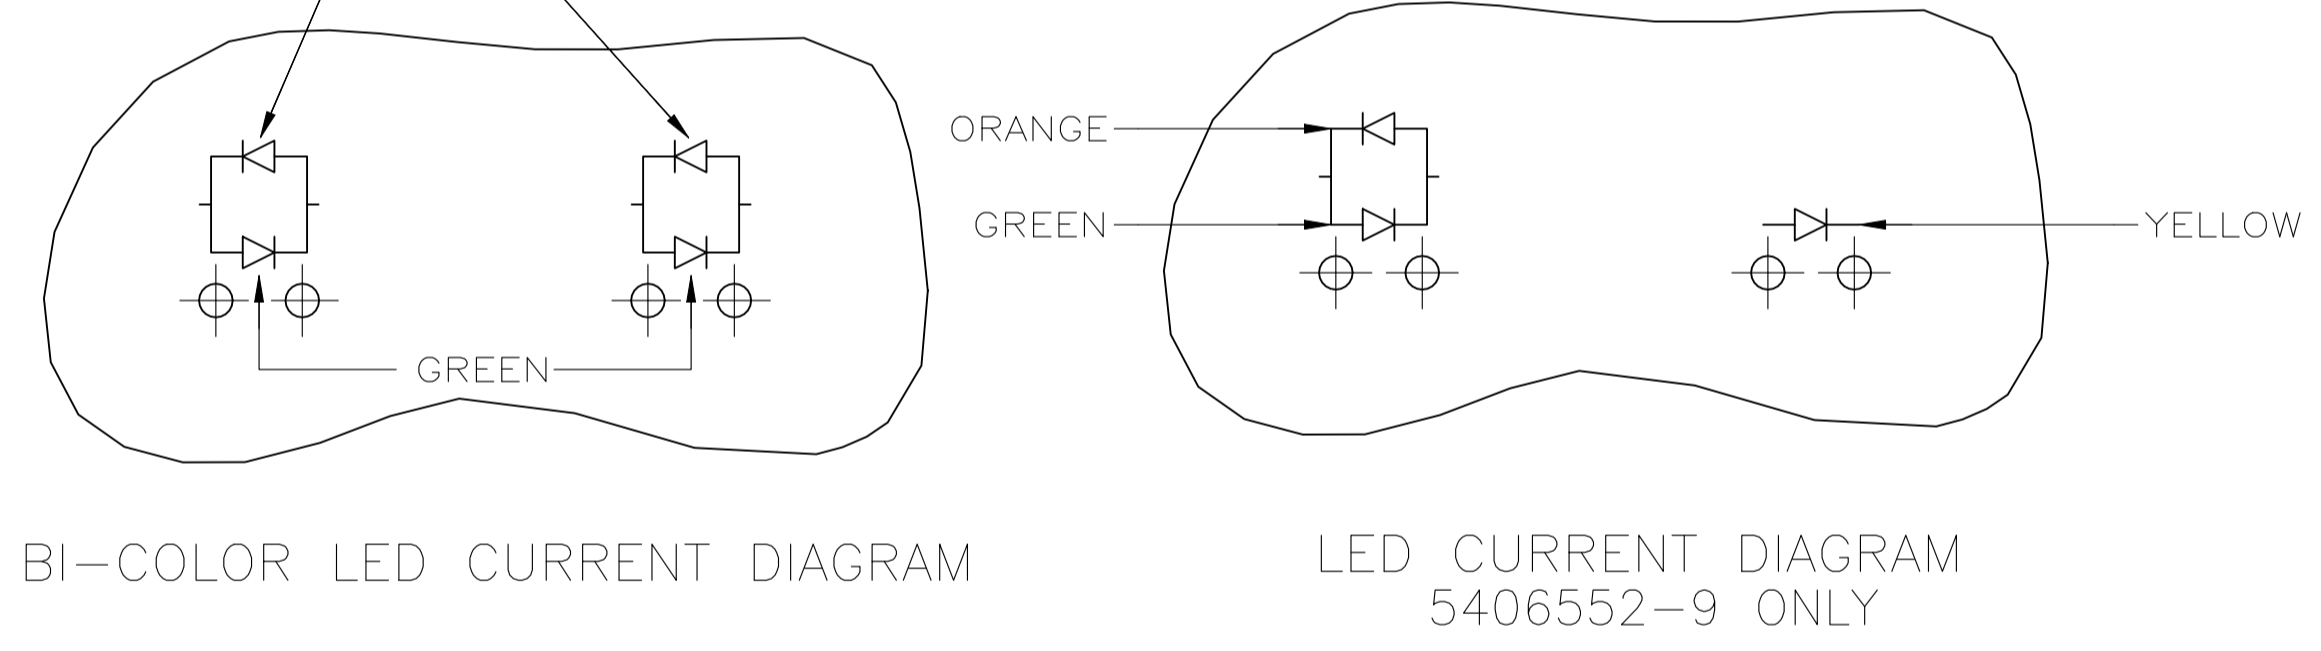 ORANGE
GREEN
YELLOW
GREEN
BI-COLOR LED CURRENT DIAGRAM
LED CURRENT DIAGRAM
5406552-9 ONLY